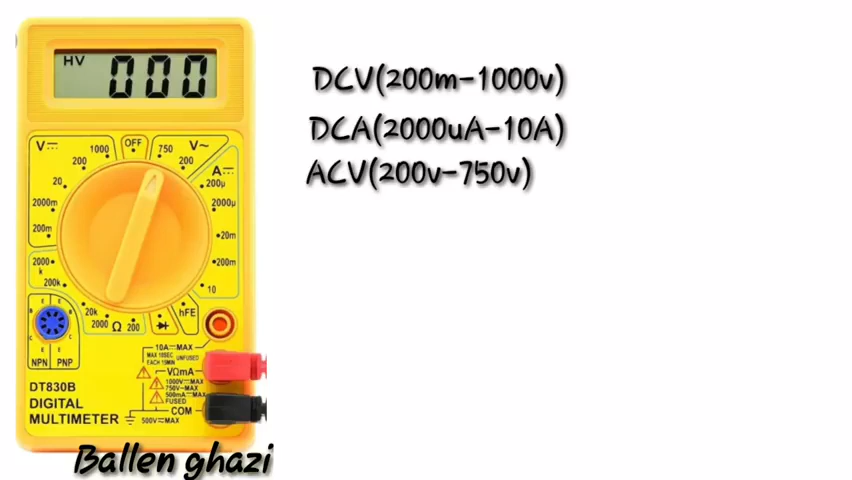 HV 000
DCV(200m-1000v)
DCA(2000uA-10A)
ACV(200v-750v)
V⎓ 1000 OFF 750 V~
200 200
A⎓
20 200µ
2000m 2000µ
200m 20m
2000k 200m
200k 10
20k hFE
2000 Ω 200
E E
B B
C C
E E
NPN PNP
10A⎓MAX
MAX 10SEC UNFUSED
EACH 15MIN
VΩmA
1000V⎓MAX
750V~MAX
500mA⎓MAX
FUSED
COM
500V⎓MAX
DT830B
DIGITAL
MULTIMETER
Ballen ghazi